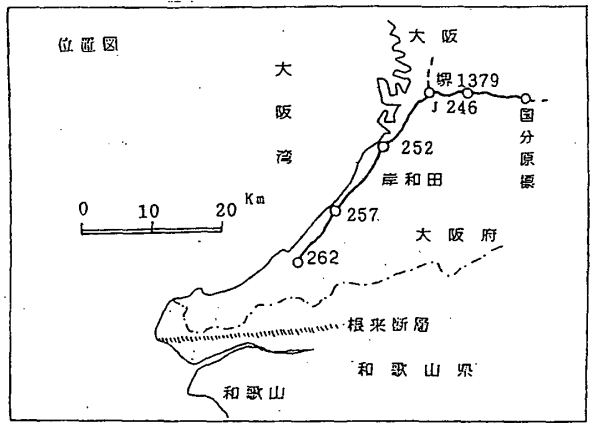 位置図
大阪
大阪湾
堺 1379
J 246
国分原標
252
岸和田
Km
0 10 20
257
大阪府
262
根来断層
和歌山県
和歌山